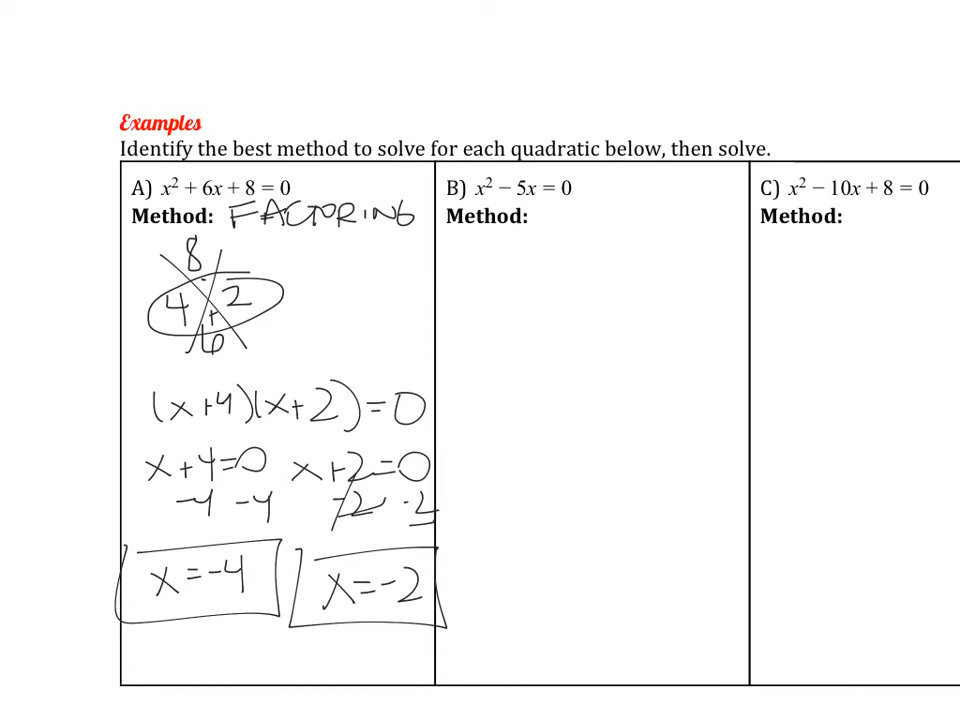 Examples
Identify the best method to solve for each quadratic below, then solve.
A) x² + 6x + 8 = 0
Method: FACTORING
8
4 2
+
6
(x+4)(x+2)=0
x+4=0 x+2=0
-4 -4 -2 -2
x=-4 x=-2
B) x² − 5x = 0
Method:
C) x² − 10x + 8 = 0
Method: